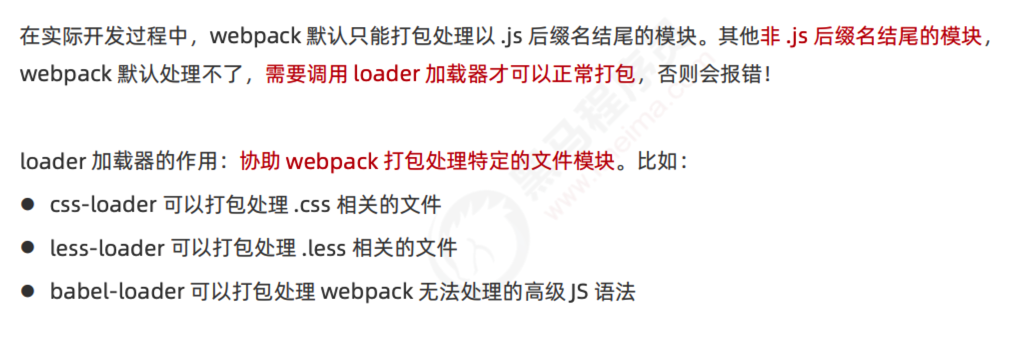 在实际开发过程中，webpack 默认只能打包处理以 .js 后缀名结尾的模块。其他非 .js 后缀名结尾的模块，
webpack 默认处理不了，需要调用 loader 加载器才可以正常打包，否则会报错！
loader 加载器的作用：协助 webpack 打包处理特定的文件模块。比如：
● css-loader 可以打包处理 .css 相关的文件
● less-loader 可以打包处理 .less 相关的文件
● babel-loader 可以打包处理 webpack 无法处理的高级 JS 语法
黑马程序员